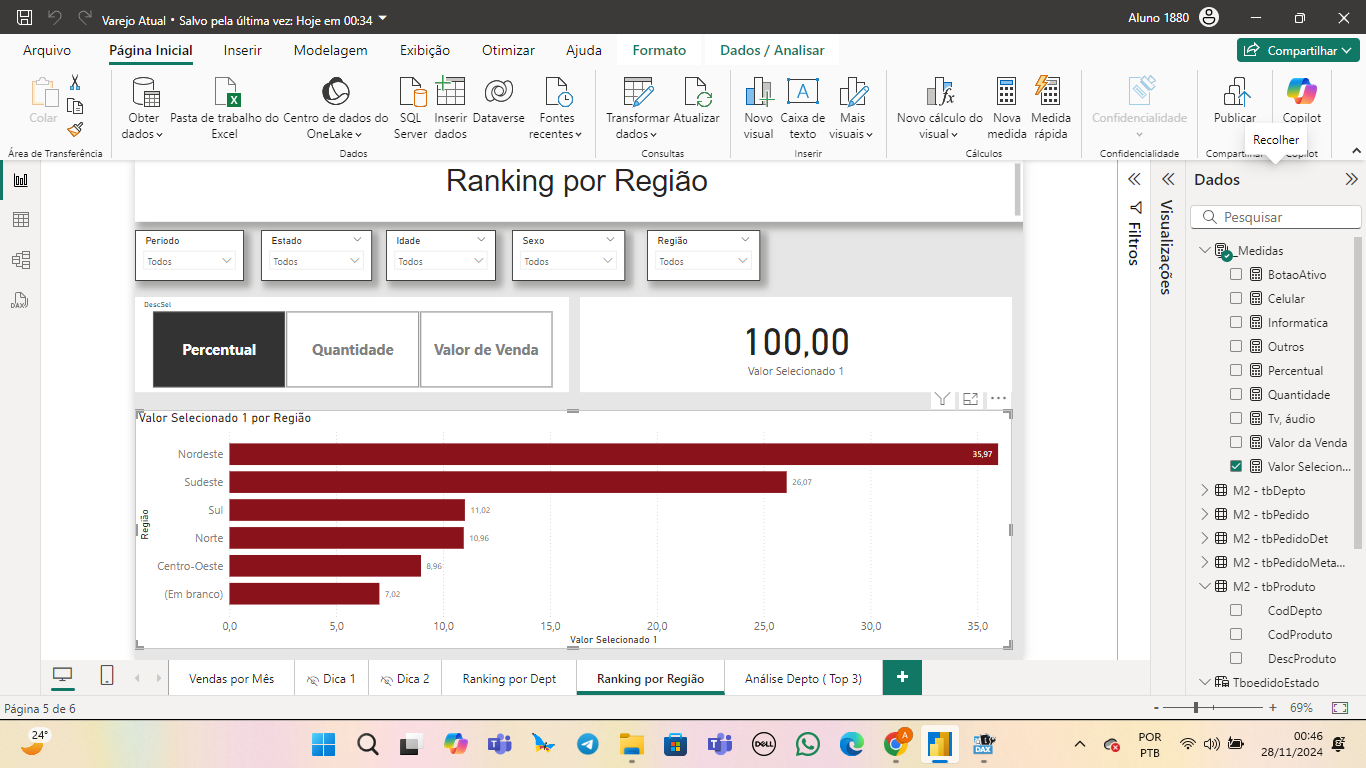 Varejo Atual • Salvo pela última vez: Hoje em 00:34
Aluno 1880
Arquivo
Página Inicial
Inserir
Modelagem
Exibição
Otimizar
Ajuda
Formato
Dados / Analisar
Compartilhar
Colar
Obter dados
Pasta de trabalho do Excel
Centro de dados do OneLake
SQL Server
Inserir dados
Dataverse
Fontes recentes
Transformar dados
Atualizar
Novo visual
Caixa de texto
Mais visuais
Novo cálculo do visual
Nova medida
Medida rápida
Confidencialidade
Publicar
Copilot
Recolher
Área de Transferência
Dados
Consultas
Inserir
Cálculos
Confidencialidade
Ranking por Região
Periodo
Todos
Estado
Todos
Idade
Todos
Sexo
Todos
Região
Todos
DescSel
Percentual
Quantidade
Valor de Venda
100,00
Valor Selecionado 1
Valor Selecionado 1 por Região
Região
Nordeste
35,97
Sudeste
26,07
Sul
11,02
Norte
10,96
Centro-Oeste
8,96
(Em branco)
7,02
0,0
5,0
10,0
15,0
20,0
25,0
30,0
35,0
Valor Selecionado 1
Filtros
Visualizações
Dados
Pesquisar
_Medidas
BotaoAtivo
Celular
Informatica
Outros
Percentual
Quantidade
Tv, áudio
Valor da Venda
Valor Selecion...
M2 - tbDepto
M2 - tbPedido
M2 - tbPedidoDet
M2 - tbPedidoMeta...
M2 - tbProduto
CodDepto
CodProduto
DescProduto
TbpedidoEstado
Vendas por Mês
Dica 1
Dica 2
Ranking por Dept
Ranking por Região
Análise Depto ( Top 3)
Página 5 de 6
69%
24°
POR
PTB
00:46
28/11/2024